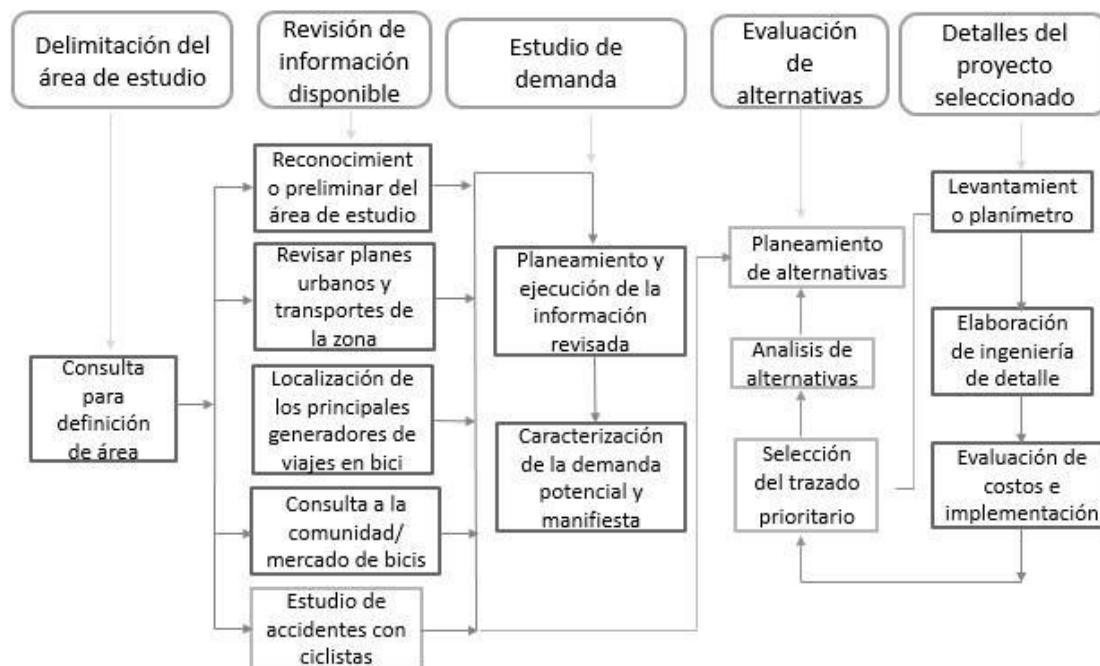 Delimitación del
área de estudio
Revisión de
información
disponible
Estudio de
demanda
Evaluación
de
alternativas
Detalles del
proyecto
seleccionado
Consulta
para
definición
de área
Reconocimient
o preliminar del
área de estudio
Revisar planes
urbanos y
transportes de
la zona
Localización de
los principales
generadores de
viajes en bici
Consulta a la
comunidad/
mercado de bicis
Estudio de
accidentes con
ciclistas
Planeamiento y
ejecución de la
información
revisada
Caracterización
de la demanda
potencial y
manifiesta
Planeamiento
de alternativas
Analisis de
alternativas
Selección
del trazado
prioritario
Levantamient
o planímetro
Elaboración
de ingeniería
de detalle
Evaluación de
costos e
implementación